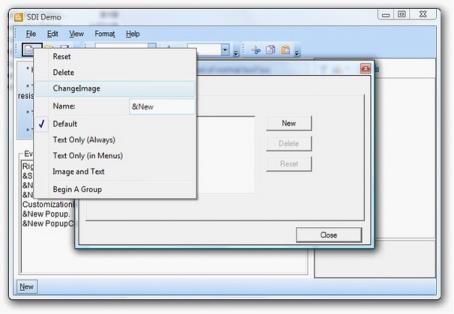 SDI Demo
File Edit View Format Help
Reset
Delete
ChangeImage
Name: &New
Default
Text Only (Always)
Text Only (in Menus)
Image and Text
Begin A Group
New
Delete
Reset
Close
resis
Ev
Rig
&S
&N
&N
Customization
&New Popup.
&New PopupC
New